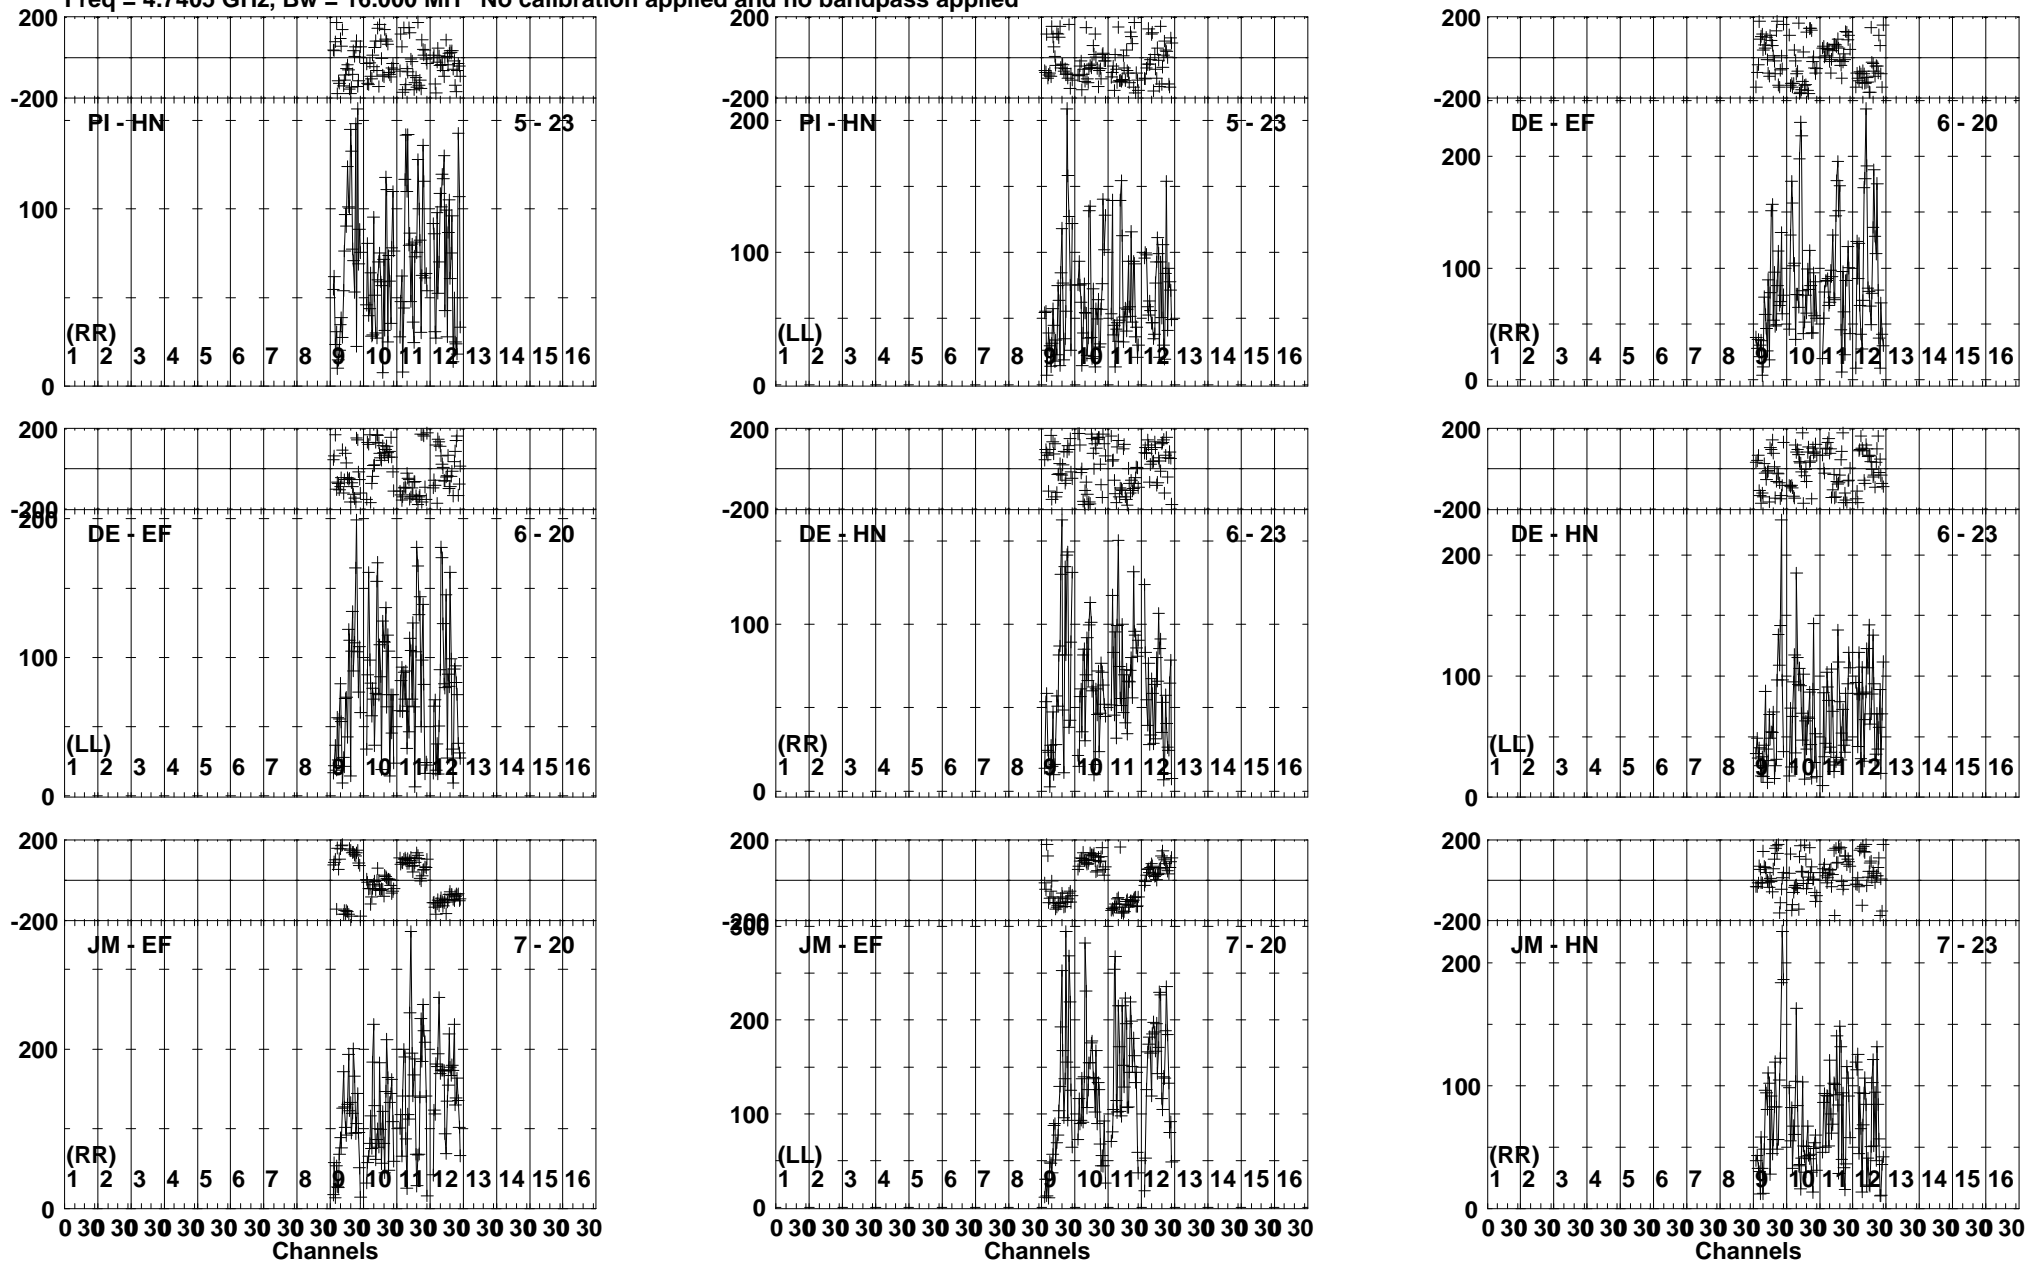 Freq = 4.7405 GHz, Bw = 16.000 MH No calibration applied and no bandpass applied
200 200 200
-200 -200 -200
PI - HN 5 - 23 200 PI - HN 5 - 23 DE - EF 6 - 20
200
100 100 100
(RR) (LL) (RR)
1 2 3 4 5 6 7 8 9 10 11 12 13 14 15 16 1 2 3 4 5 6 7 8 9 10 11 12 13 14 15 16 1 2 3 4 5 6 7 8 9 10 11 12 13 14 15 16
0 0 0
200 200 200
-200 -200 -200
200
DE - EF 6 - 20 DE - HN 6 - 23 DE - HN 6 - 23
200
100 100 100
(LL) (RR) (LL)
1 2 3 4 5 6 7 8 9 10 11 12 13 14 15 16 1 2 3 4 5 6 7 8 9 10 11 12 13 14 15 16 1 2 3 4 5 6 7 8 9 10 11 12 13 14 15 16
0 0 0
200 200 200
-200 -200 -200
300
JM - EF 7 - 20 JM - EF 7 - 20 JM - HN 7 - 23
200 200 200
100 100
(RR) (LL) (RR)
1 2 3 4 5 6 7 8 9 10 11 12 13 14 15 16 1 2 3 4 5 6 7 8 9 10 11 12 13 14 15 16 1 2 3 4 5 6 7 8 9 10 11 12 13 14 15 16
0 0 0
0 30 30 30 30 30 30 30 30 30 30 30 30 30 30 30 30 0 30 30 30 30 30 30 30 30 30 30 30 30 30 30 30 30 0 30 30 30 30 30 30 30 30 30 30 30 30 30 30 30 30
Channels Channels Channels